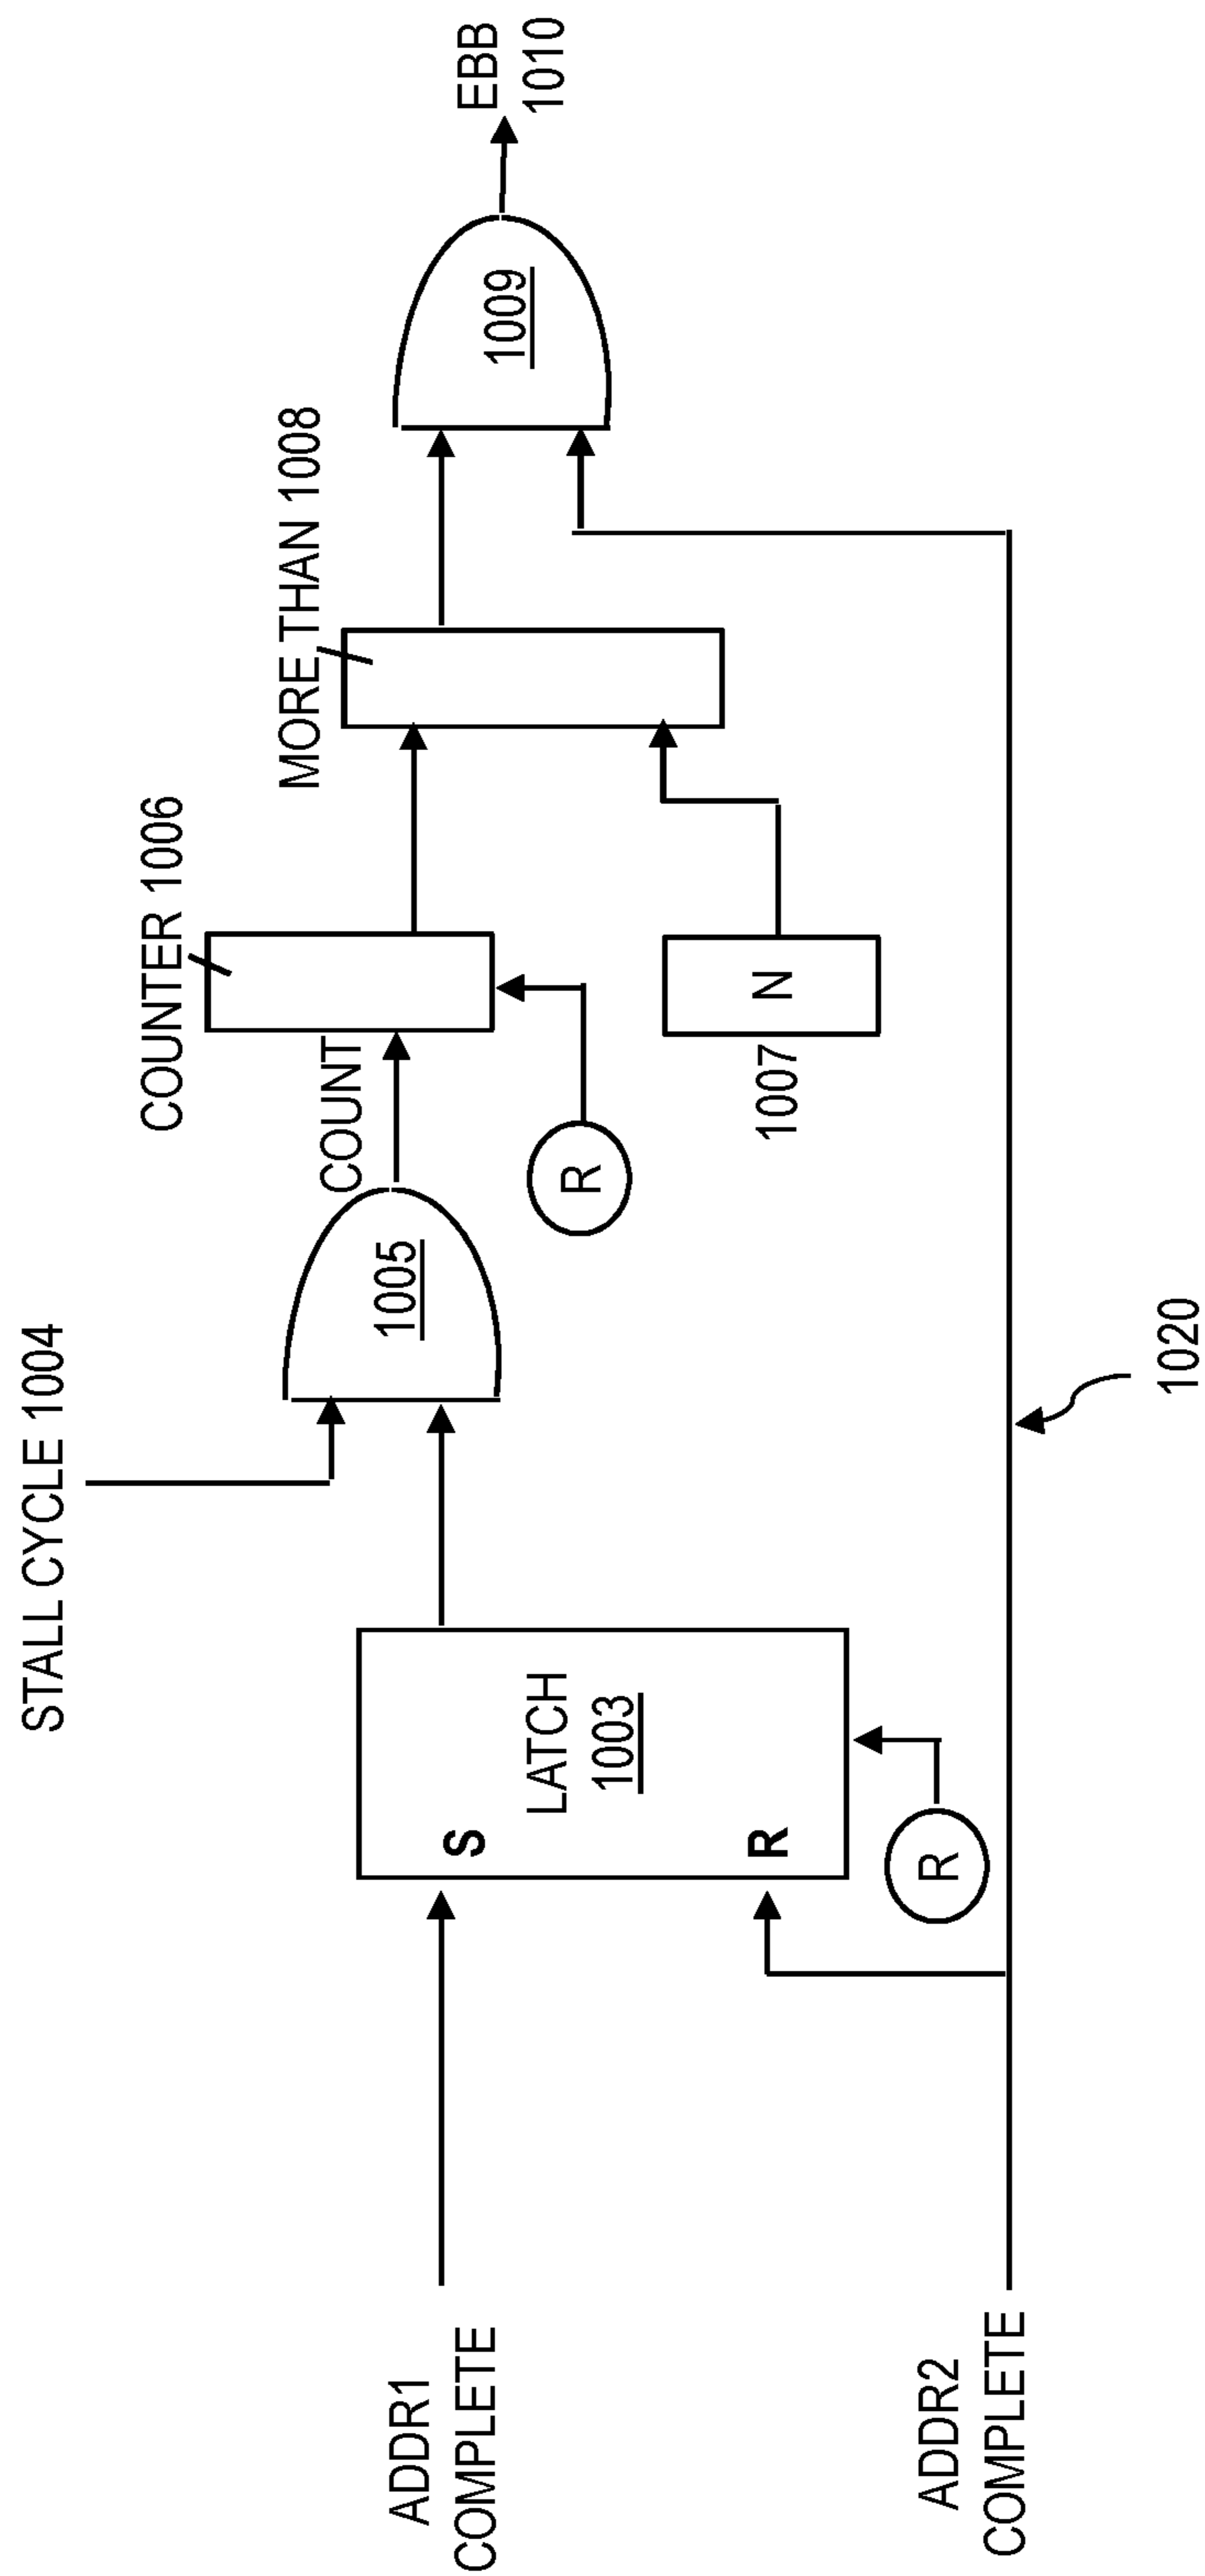 STALL CYCLE 1004
COUNTER 1006
MORE THAN 1008
COUNT
ADDR1
COMPLETE
S
R
LATCH
1003
1005
R
R
N
1007
1009
EBB
1010
ADDR2
COMPLETE
1020